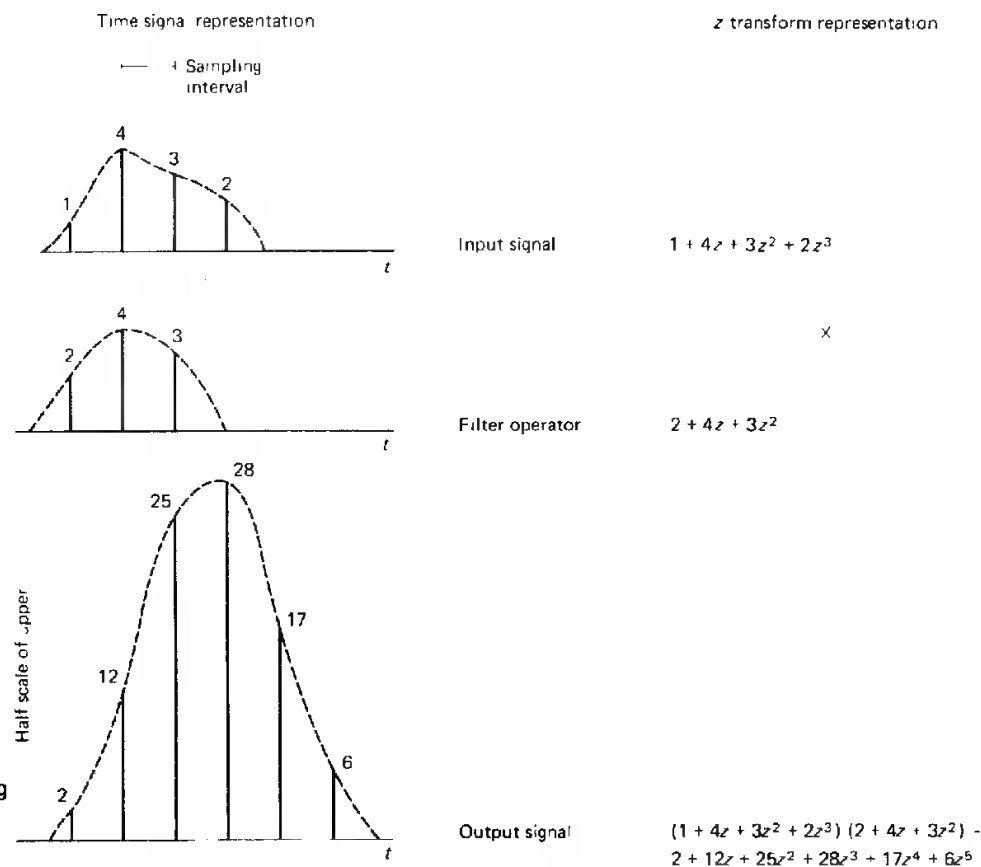 Time signal representation
z transform representation
Sampling
interval
4
3
2
1
t
Input signal 1 + 4z + 3z² + 2z³
×
4
3
2
t
Filter operator 2 + 4z + 3z²
28
25
17
12
6
2
Half scale of upper
g
t
Output signal (1 + 4z + 3z² + 2z³) (2 + 4z + 3z²) -
2 + 12z + 25z² + 28z³ + 17z⁴ + 6z⁵